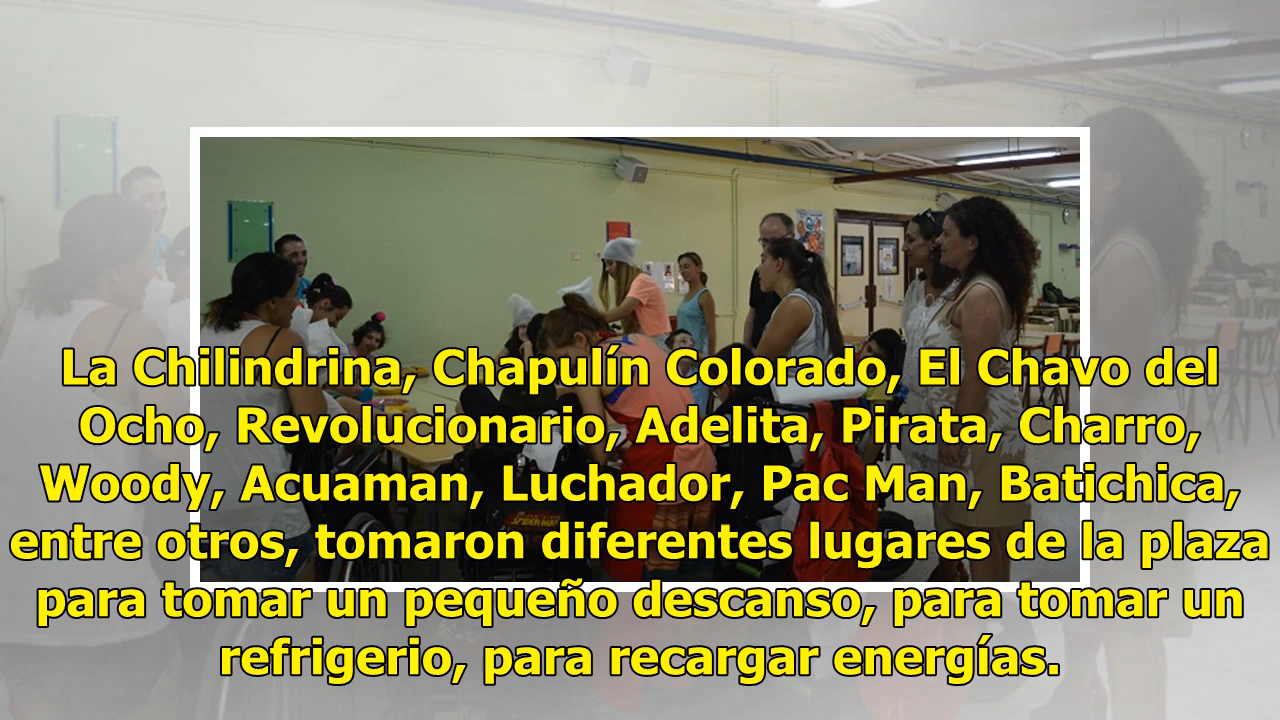 La Chilindrina, Chapulín Colorado, El Chavo del
Ocho, Revolucionario, Adelita, Pirata, Charro,
Woody, Acuaman, Luchador, Pac Man, Batichica,
entre otros, tomaron diferentes lugares de la plaza
para tomar un pequeño descanso, para tomar un
refrigerio, para recargar energías.
SPIDER-MAN